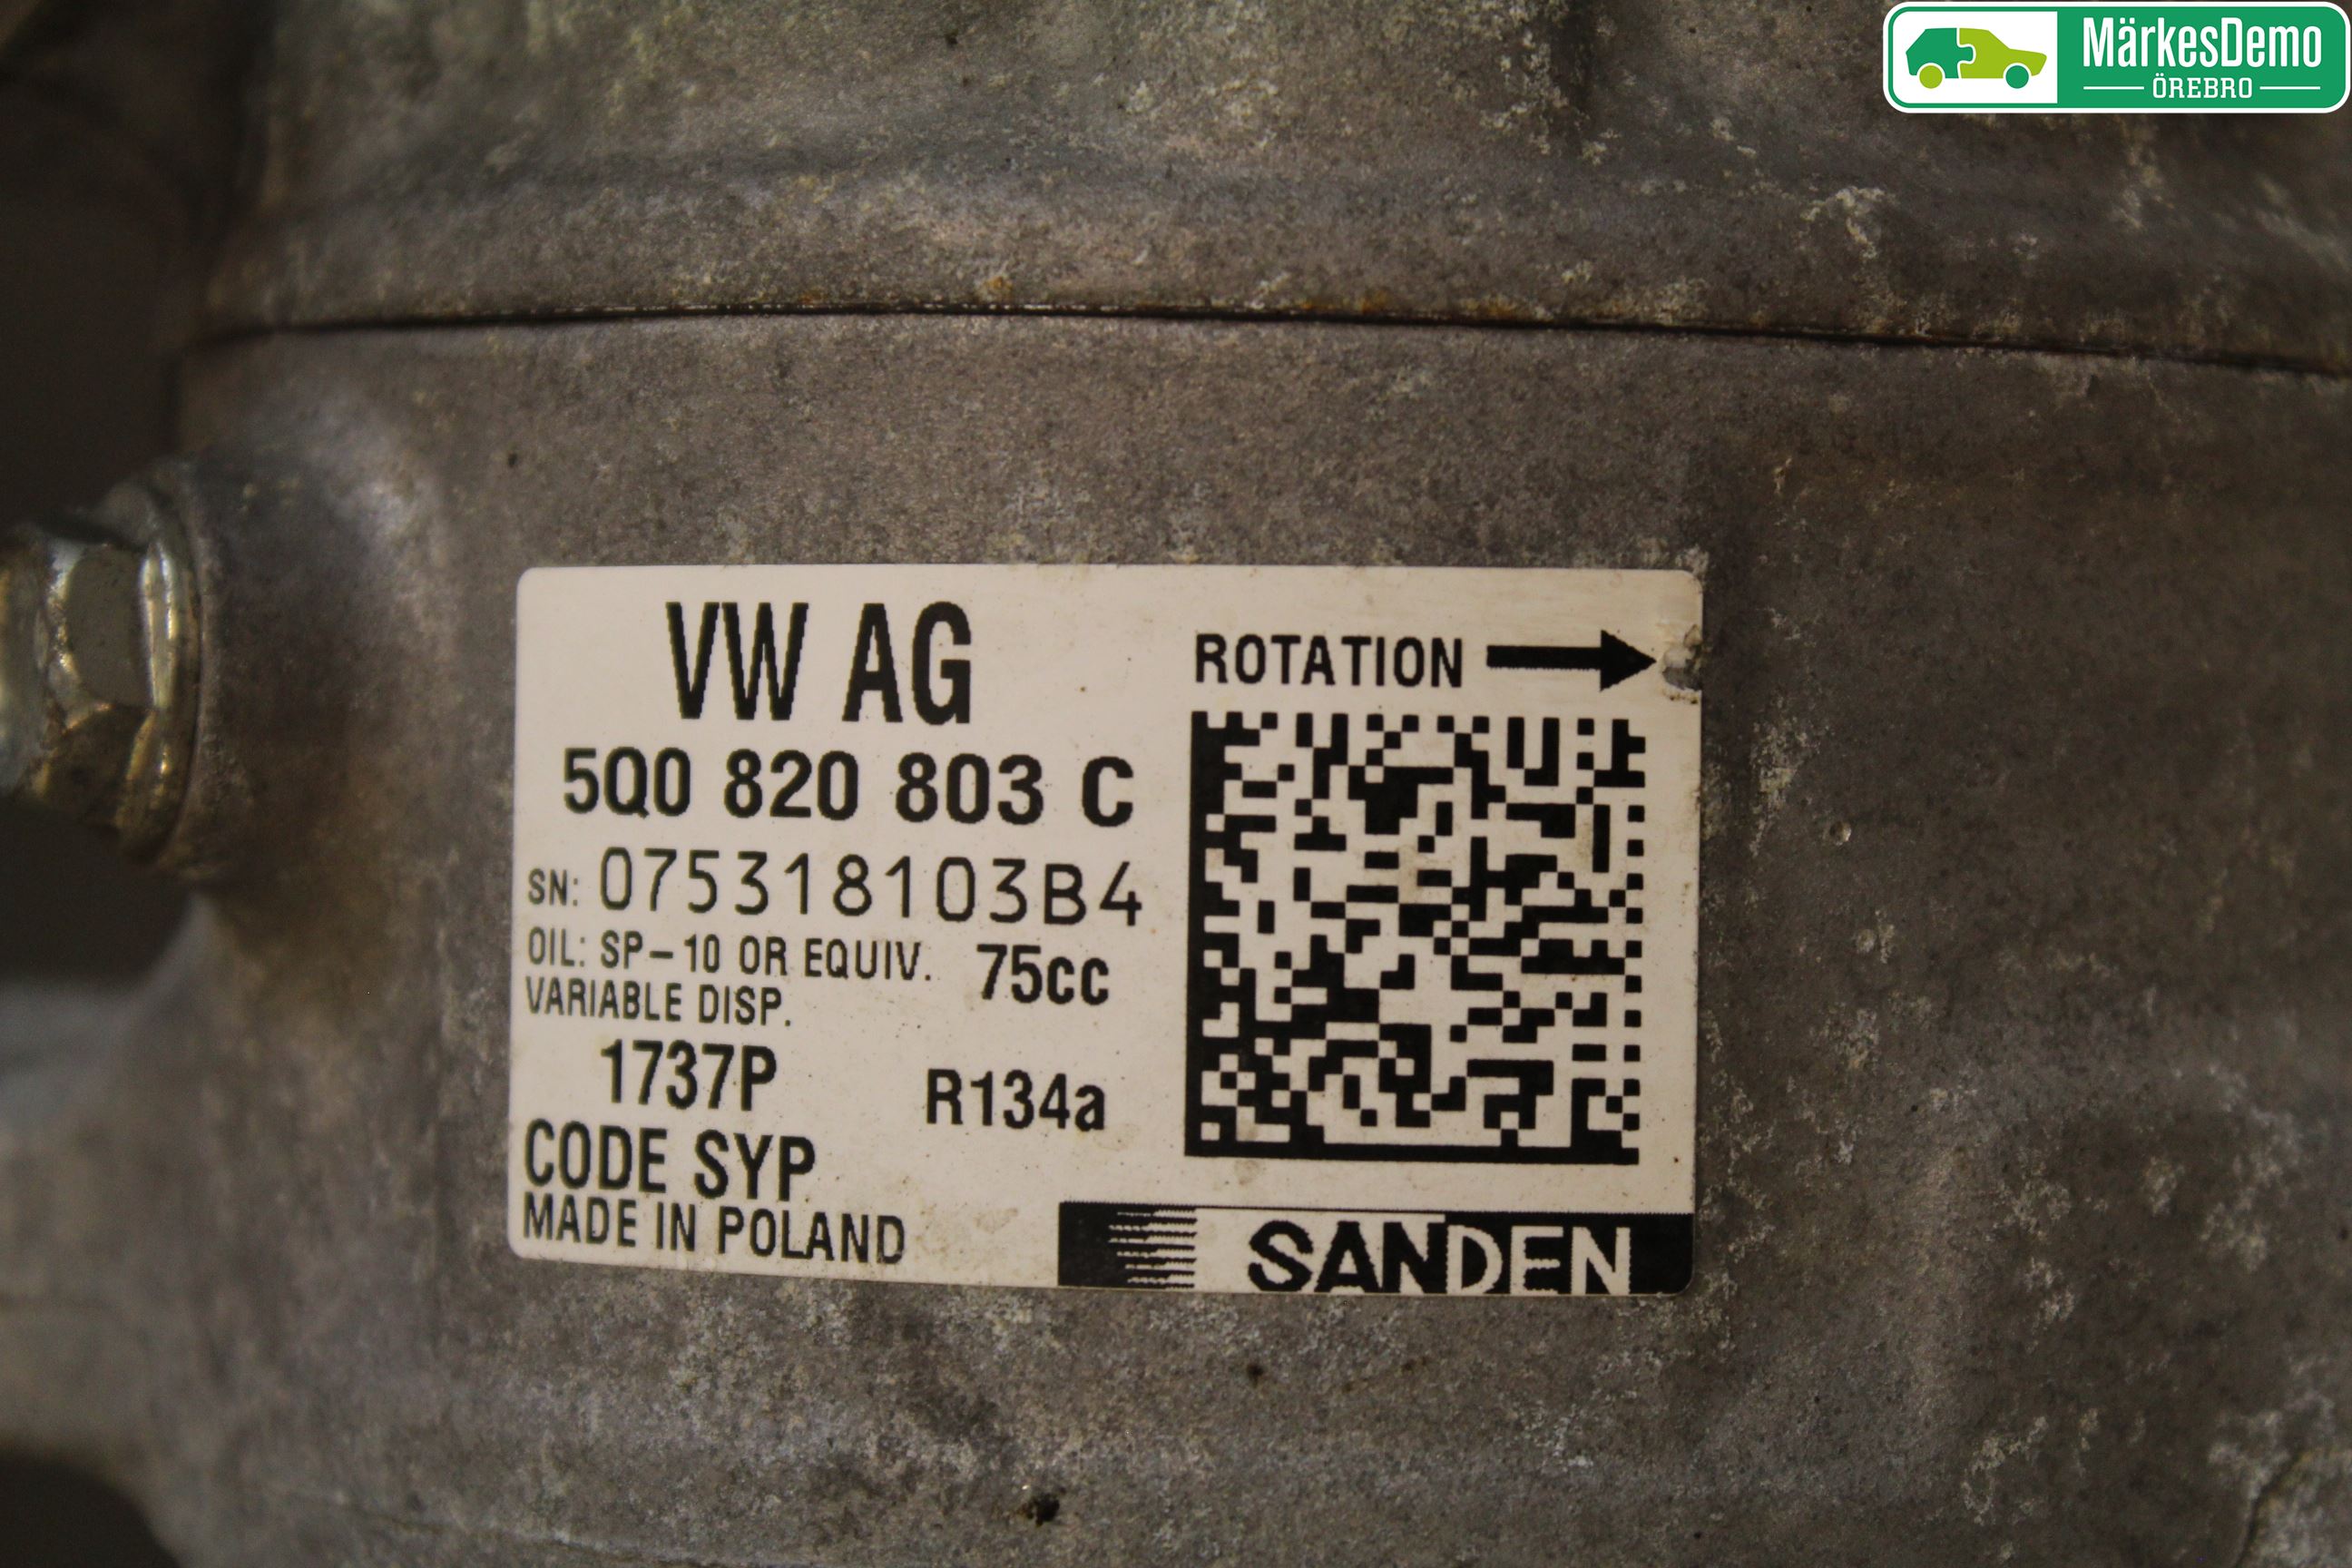 MärkesDemo
ÖREBRO
VW AG
ROTATION
5Q0 820 803 C
SN: 075318103B4
OIL: SP-10 OR EQUIV. 75cc
VARIABLE DISP.
1737P R134a
CODE SYP
MADE IN POLAND
SANDEN